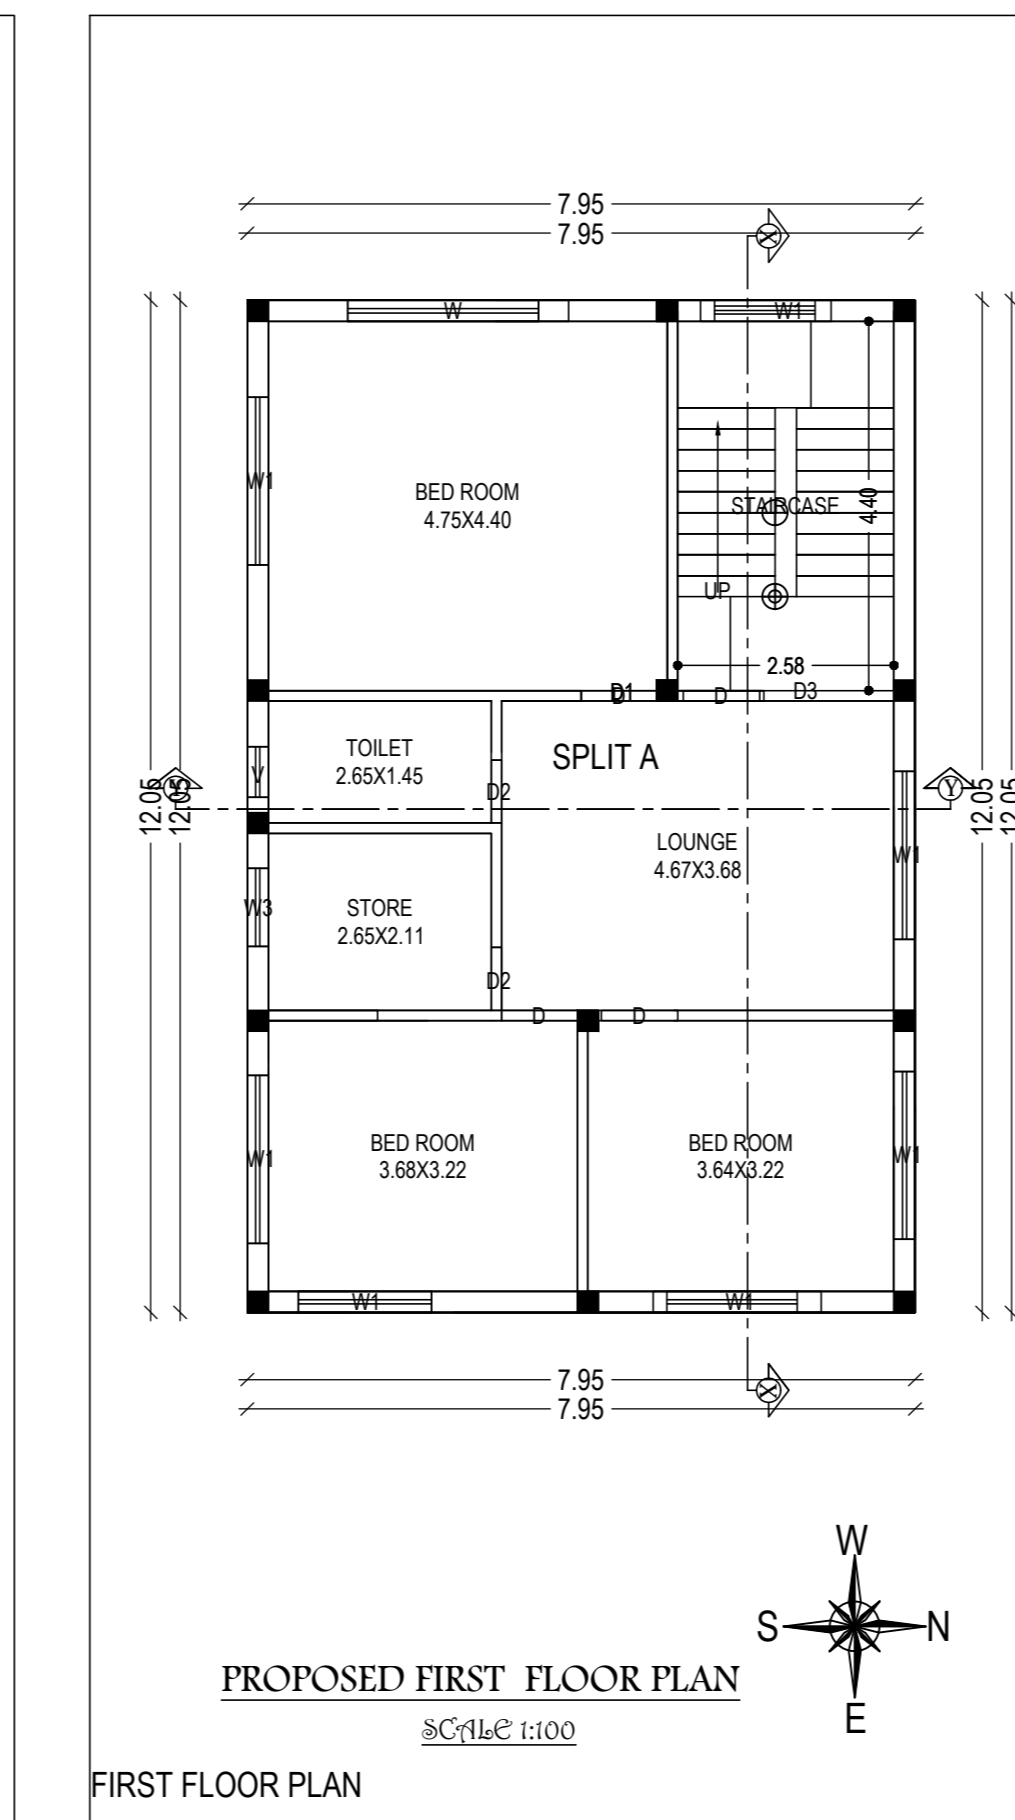 7.95
7.95
X
W
W1
W1
BED ROOM
4.75X4.40
STAIRCASE
4.40
UP
2.58
D1
D
D
D3
TOILET
2.65X1.45
SPLIT A
V
D2
Y
Y
12.05
12.05
12.05
12.05
LOUNGE
4.67X3.68
W1
W3
STORE
2.65X2.11
D2
D
D
BED ROOM
3.68X3.22
BED ROOM
3.64X3.22
W1
W1
W1
W1
7.95
7.95
X
W
S
N
E
PROPOSED FIRST FLOOR PLAN
SCALE 1:100
FIRST FLOOR PLAN